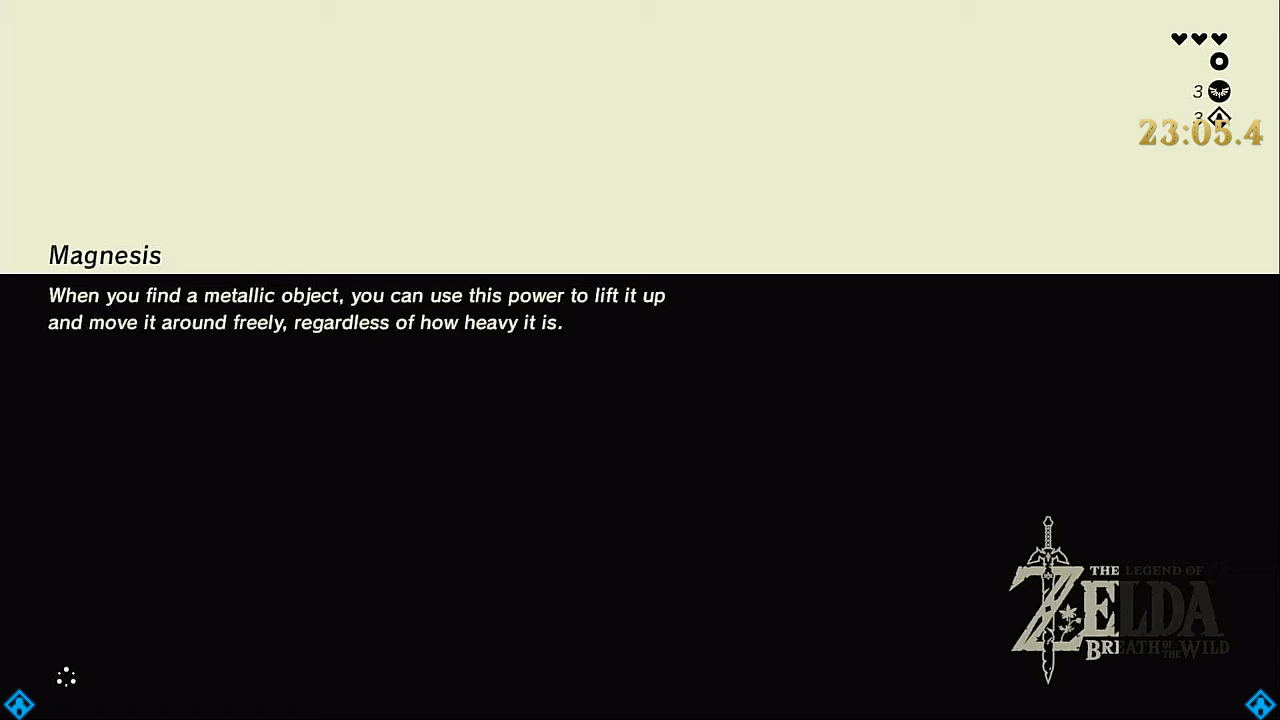 3
3
23:05.4
Magnesis
When you find a metallic object, you can use this power to lift it up
and move it around freely, regardless of how heavy it is.
THE LEGEND OF
ZELDA
BREATH OF THE WILD